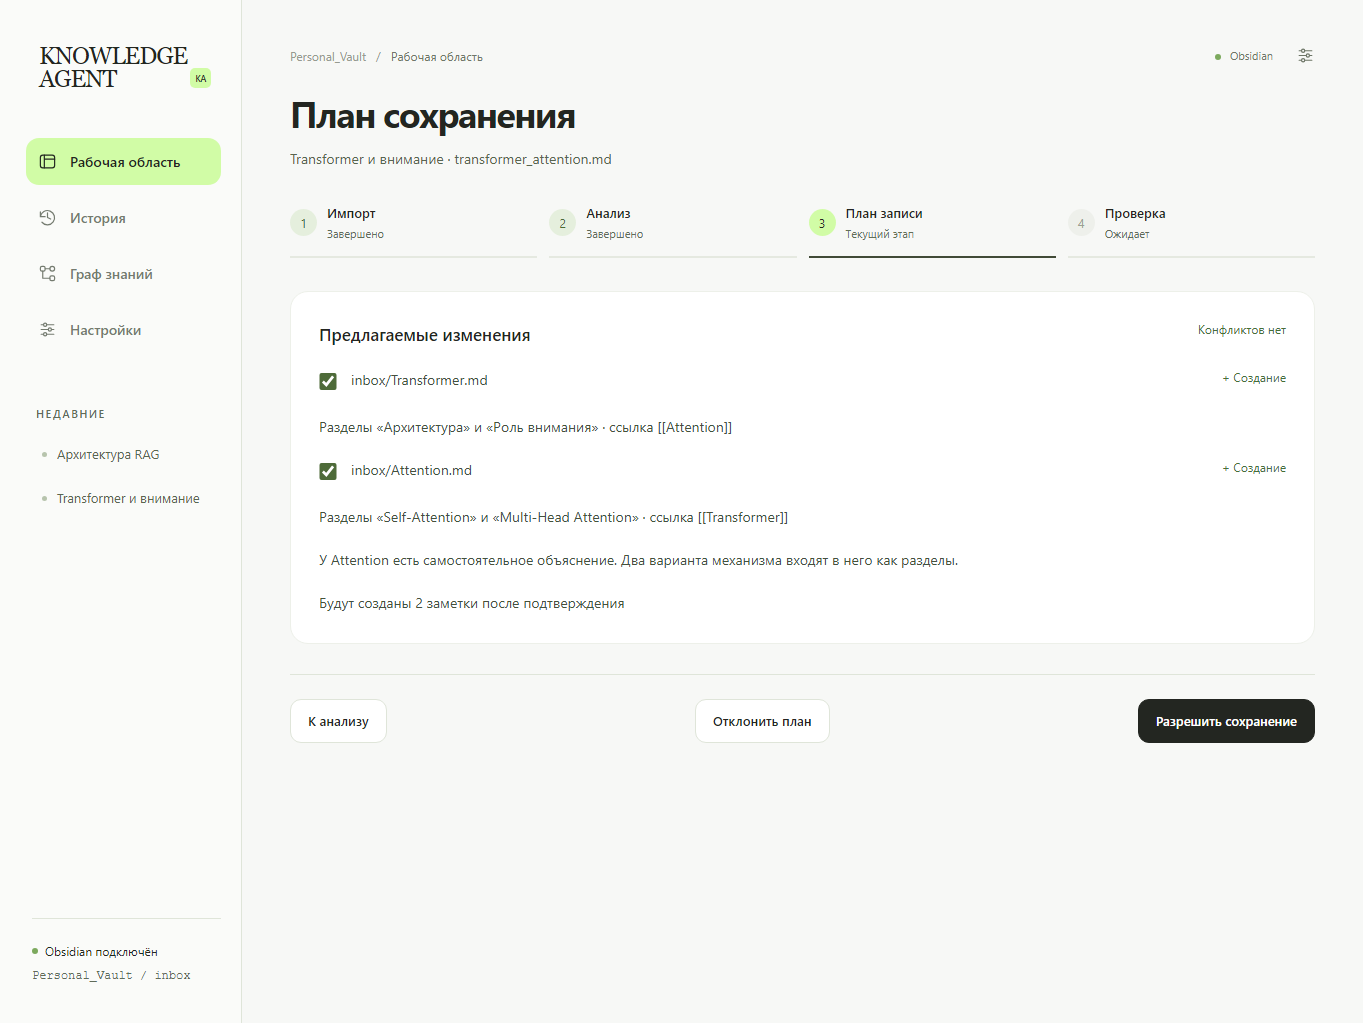 KNOWLEDGE
AGENT
KA
Рабочая область
История
Граф знаний
Настройки
НЕДАВНИЕ
Архитектура RAG
Transformer и внимание
Obsidian подключён
Personal_Vault / inbox
Personal_Vault / Рабочая область
Obsidian
План сохранения
Transformer и внимание · transformer_attention.md
1
Импорт
Завершено
2
Анализ
Завершено
3
План записи
Текущий этап
4
Проверка
Ожидает
Предлагаемые изменения
Конфликтов нет
inbox/Transformer.md
+ Создание
Разделы «Архитектура» и «Роль внимания» · ссылка [[Attention]]
inbox/Attention.md
+ Создание
Разделы «Self-Attention» и «Multi-Head Attention» · ссылка [[Transformer]]
У Attention есть самостоятельное объяснение. Два варианта механизма входят в него как разделы.
Будут созданы 2 заметки после подтверждения
К анализу
Отклонить план
Разрешить сохранение